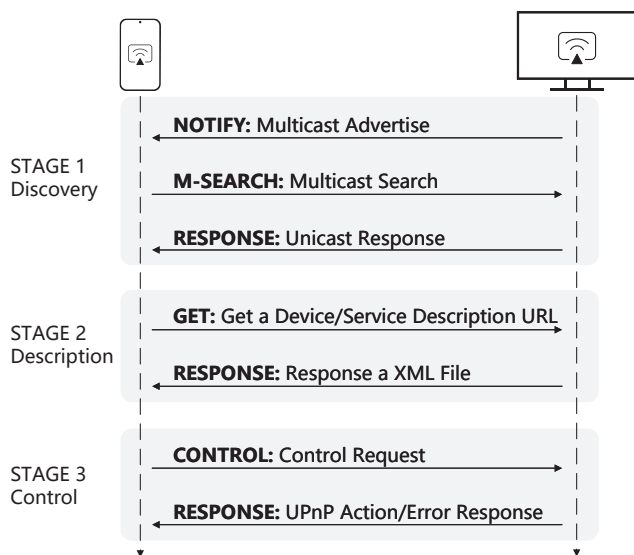 NOTIFY: Multicast Advertise
STAGE 1
Discovery
M-SEARCH: Multicast Search
RESPONSE: Unicast Response
GET: Get a Device/Service Description URL
STAGE 2
Description
RESPONSE: Response a XML File
CONTROL: Control Request
STAGE 3
Control
RESPONSE: UPnP Action/Error Response